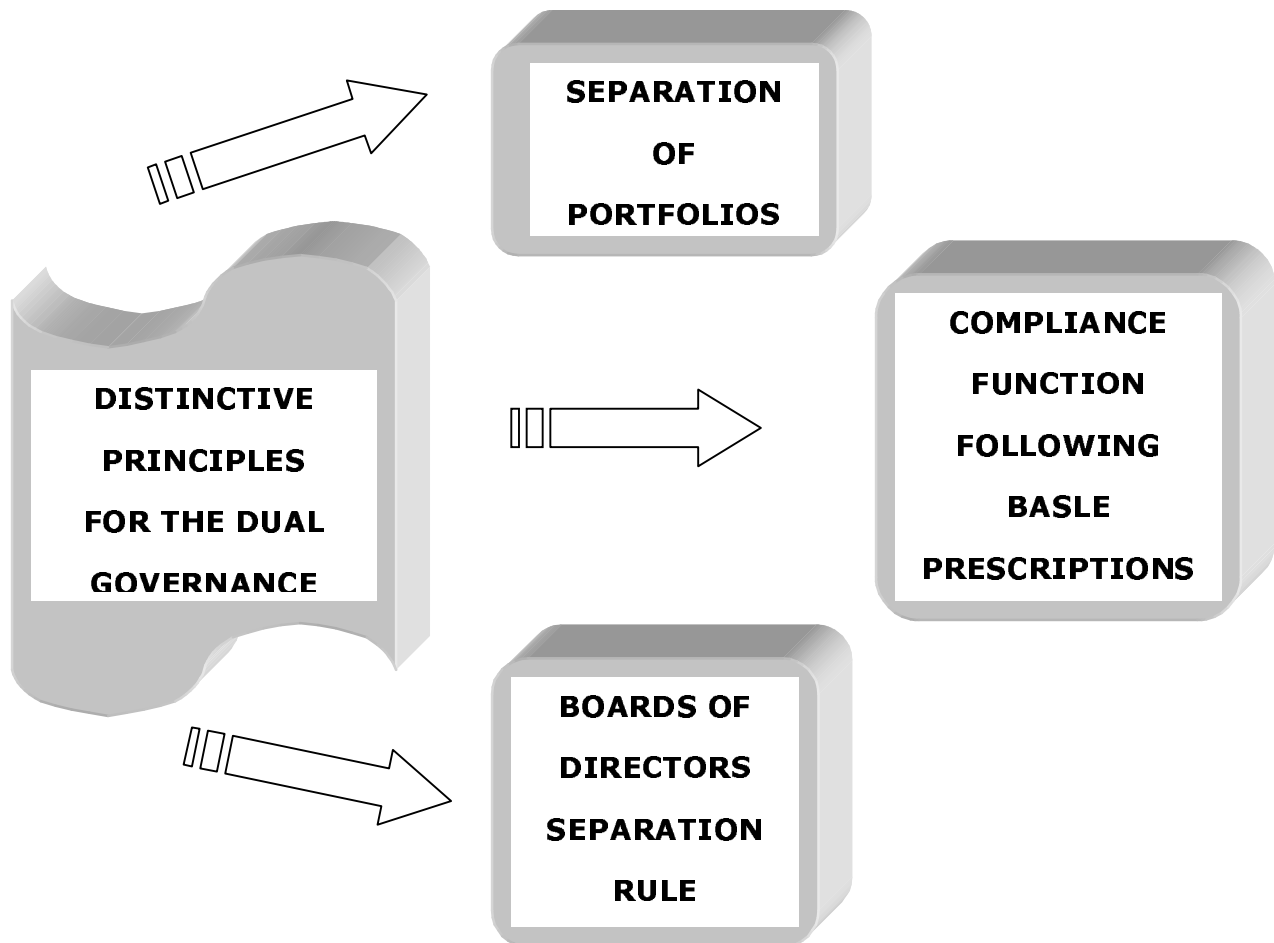 SEPARATION
OF
PORTFOLIOS
DISTINCTIVE
PRINCIPLES
FOR THE DUAL
GOVERNANCE
COMPLIANCE
FUNCTION
FOLLOWING
BASLE
PRESCRIPTIONS
BOARDS OF
DIRECTORS
SEPARATION
RULE